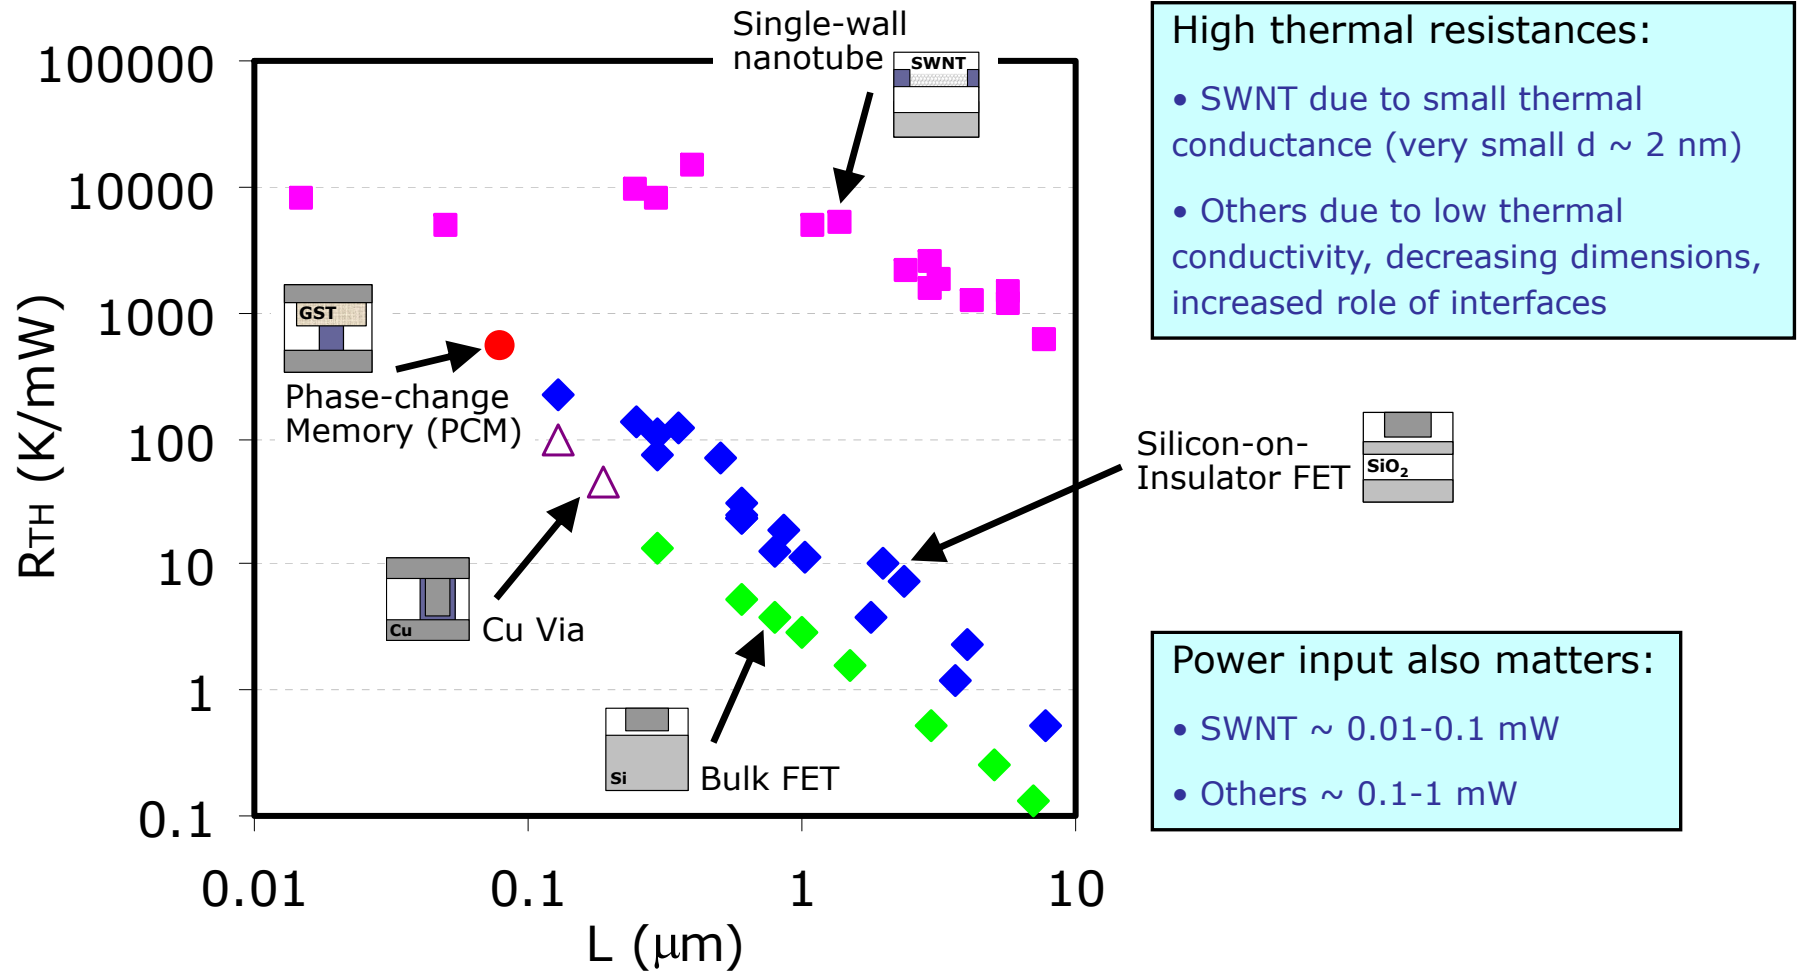 Single-wall
nanotube
SWNT
100000
10000
1000
100
10
1
0.1
RTH (K/mW)
GST
Phase-change
Memory (PCM)
Cu
Cu Via
Si
Bulk FET
Silicon-on-
Insulator FET
SiO₂
0.01
0.1
1
10
L (μm)
High thermal resistances:
• SWNT due to small thermal
conductance (very small d ~ 2 nm)
• Others due to low thermal
conductivity, decreasing dimensions,
increased role of interfaces
Power input also matters:
• SWNT ~ 0.01-0.1 mW
• Others ~ 0.1-1 mW